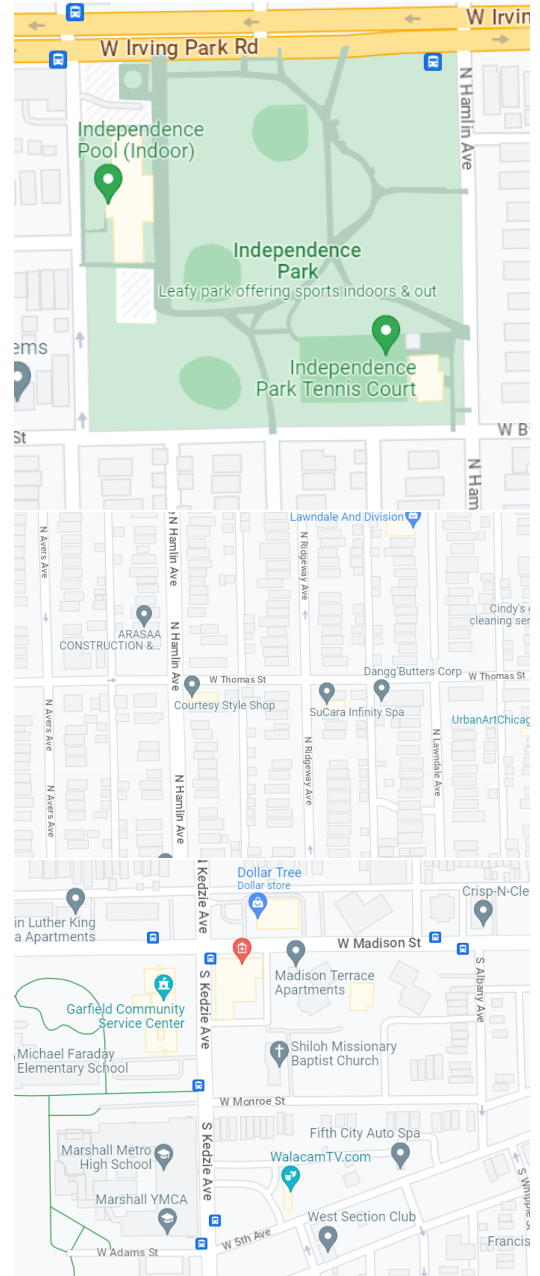 W Irving Park Rd
W Irvin
N Hamlin Ave
Independence
Pool (Indoor)
Independence
Park
Leafy park offering sports indoors & out
ems
Independence
Park Tennis Court
St
W B
N Ham
Lawndale And Division
N Avers Ave
e
N Hamlin Ave
N Ridgeway Ave
ARASAA
CONSTRUCTION &...
Cindy's
cleaning ser
N Hamlin Ave
W Thomas St
Dangg'Butters Corp
W Thomas St
Courtesy Style Shop
SuCara Infinity Spa
UrbanArtChicag
N Avers Ave
N Ridgeway Ave
N Lawndale Ave
N Avers Ave
N Hamlin Ave
N Kedzie Ave
Dollar Tree
Dollar store
Crisp-N-Cle
in Luther King
a Apartments
W Madison St
Madison Terrace
Apartments
S Kedzie Ave
S Albany Ave
Garfield Community
Service Center
Michael Faraday
Elementary School
Shiloh Missionary
Baptist Church
W Monroe St
Fifth City Auto Spa
S Kedzie Ave
Marshall Metro
High School
WalacamTV.com
Marshall YMCA
West Section Club
S Whipple St
W Adams St
W 5th Ave
Francis